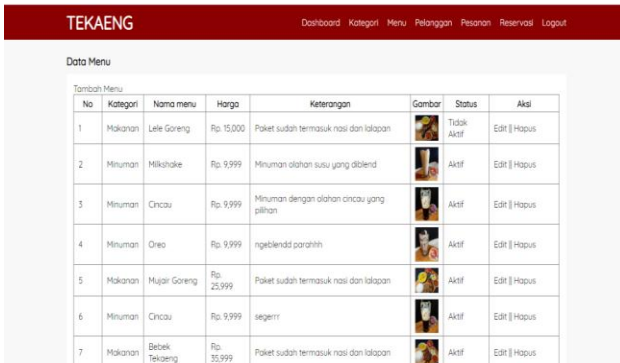 TEKAENG
Dashboard Kategori Menu Pelanggan Pesanan Reservasi Logout
Data Menu
Tambah Menu
No Kategori Nama menu Harga Keterangan Gambar Status Aksi
1 Makanan Lele Goreng Rp. 15,000 Paket sudah termasuk nasi dan lalapan Tidak Aktif Edit || Hapus
2 Minuman Milkshake Rp. 9,999 Minuman olahan susu yang diblend Aktif Edit || Hapus
3 Minuman Cincau Rp. 9,999 Minuman dengan olahan cincau yang pilihan Aktif Edit || Hapus
4 Minuman Oreo Rp. 9,999 ngeblendd parahhh Aktif Edit || Hapus
5 Makanan Mujair Goreng Rp. 25,999 Paket sudah termasuk nasi dan lalapan Aktif Edit || Hapus
6 Minuman Cincau Rp. 9,999 segerrr Aktif Edit || Hapus
7 Makanan Bebek Tekaeng Rp. 35,999 Paket sudah termasuk nasi dan lalapan Aktif Edit || Hapus